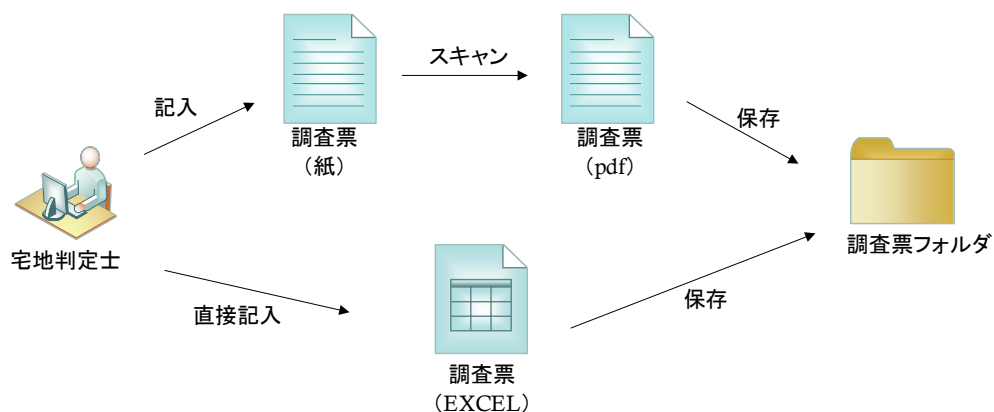 スキャン
記入
保存
調査票
（紙）
調査票
（pdf）
宅地判定士
調査票フォルダ
直接記入
保存
調査票
（EXCEL）